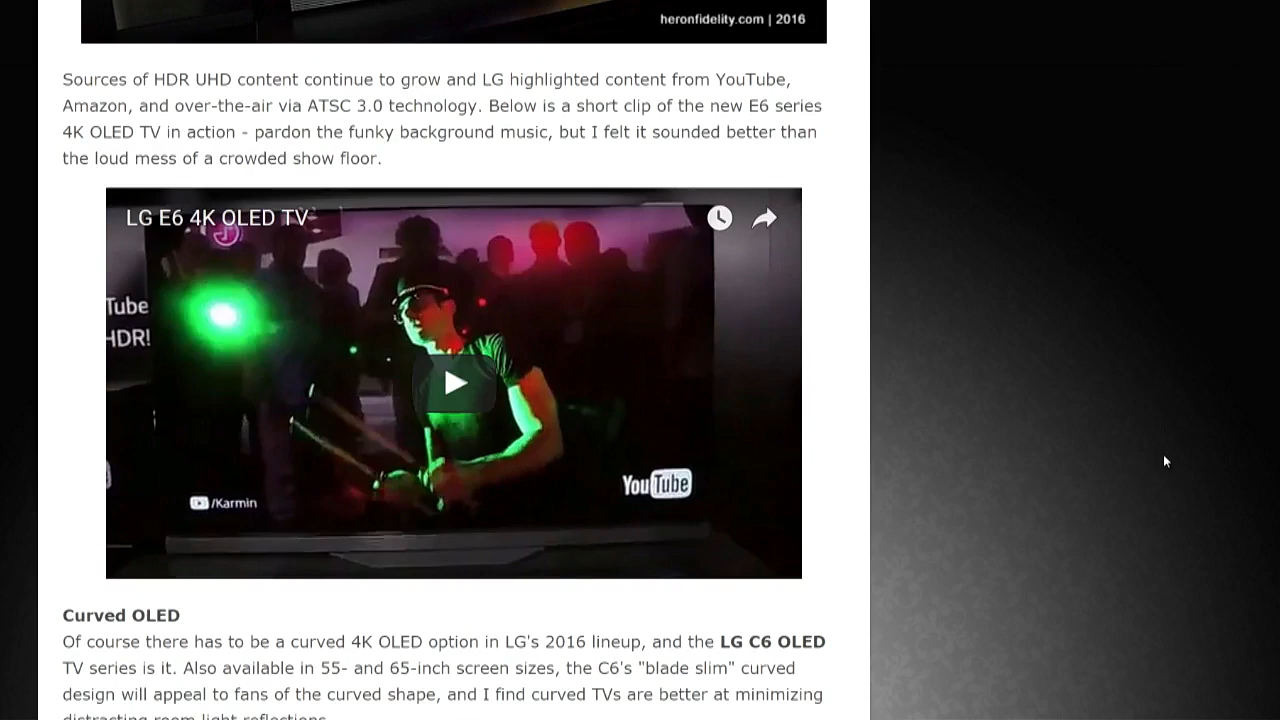 heronfidelity.com | 2016
Sources of HDR UHD content continue to grow and LG highlighted content from YouTube,
Amazon, and over-the-air via ATSC 3.0 technology. Below is a short clip of the new E6 series
4K OLED TV in action - pardon the funky background music, but I felt it sounded better than
the loud mess of a crowded show floor.
LG E6 4K OLED TV
Tube
HDR!
/Karmin
YouTube
Curved OLED
Of course there has to be a curved 4K OLED option in LG's 2016 lineup, and the LG C6 OLED
TV series is it. Also available in 55- and 65-inch screen sizes, the C6's "blade slim" curved
design will appeal to fans of the curved shape, and I find curved TVs are better at minimizing
distracting room light reflections.